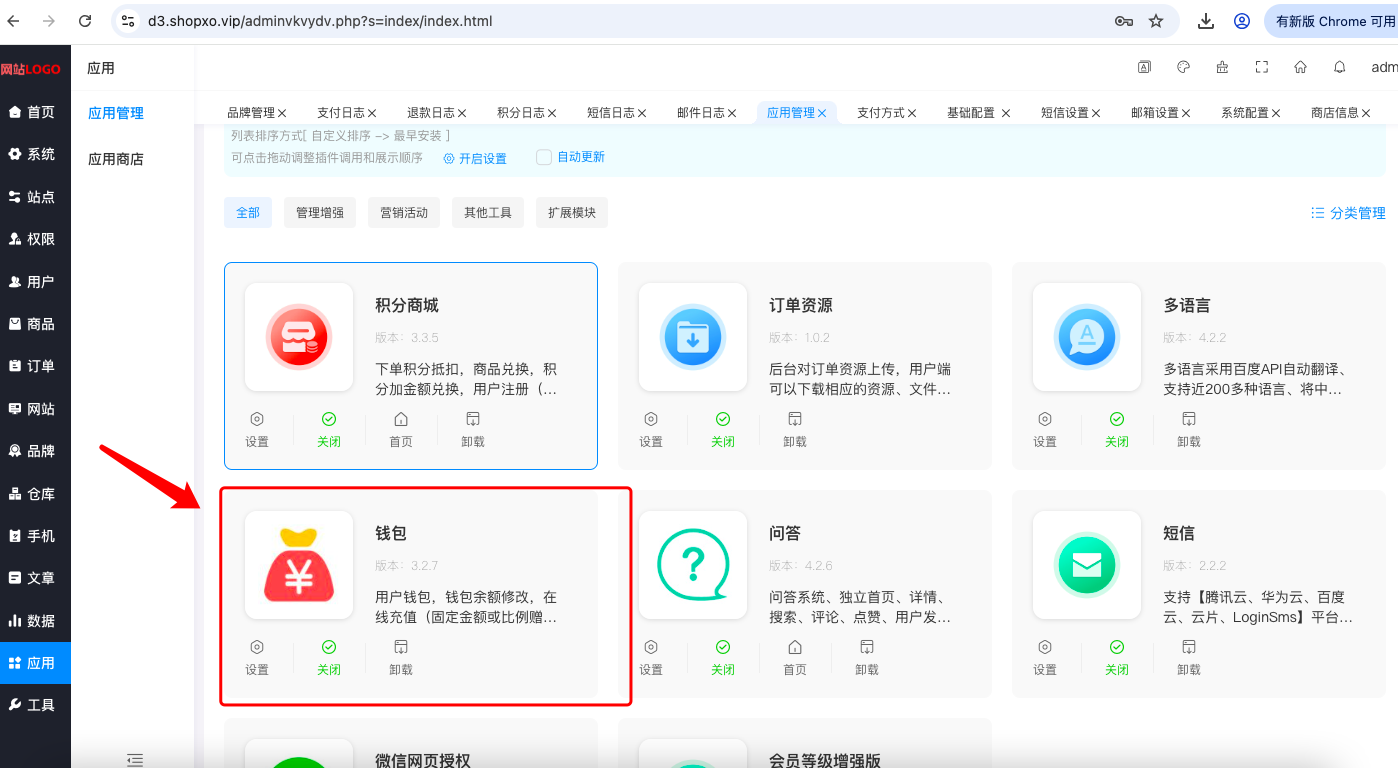 d3.shopxo.vip/adminvkvydv.php?s=index/index.html
有新版 Chrome 可用
网站LOGO
应用
adm
首页
系统
站点
权限
用户
商品
订单
网站
品牌
仓库
手机
文章
数据
应用
工具
应用管理
应用商店
品牌管理 支付日志 退款日志 积分日志 短信日志 邮件日志 应用管理 支付方式 基础配置 短信设置 邮箱设置 系统配置 商店信息
列表排序方式[ 自定义排序 -> 最早安装 ]
可点击拖动调整插件调用和展示顺序 开启设置 自动更新
全部 管理增强 营销活动 其他工具 扩展模块 分类管理
积分商城
版本：3.3.5
下单积分抵扣，商品兑换，积
分加金额兑换，用户注册（...
设置 关闭 首页 卸载
订单资源
版本：1.0.2
后台对订单资源上传，用户端
可以下载相应的资源、文件...
设置 关闭 卸载
多语言
版本：4.2.2
多语言采用百度API自动翻译、
支持近200多种语言、将中...
设置 关闭 卸载
钱包
版本：3.2.7
用户钱包，钱包余额修改，在
线充值（固定金额或比例赠...
设置 关闭 卸载
问答
版本：4.2.6
问答系统、独立首页、详情、
搜索、评论、点赞、用户发...
设置 关闭 首页 卸载
短信
版本：2.2.2
支持【腾讯云、华为云、百度
云、云片、LoginSms】平台...
设置 关闭 卸载
微信网页授权
会员等级增强版